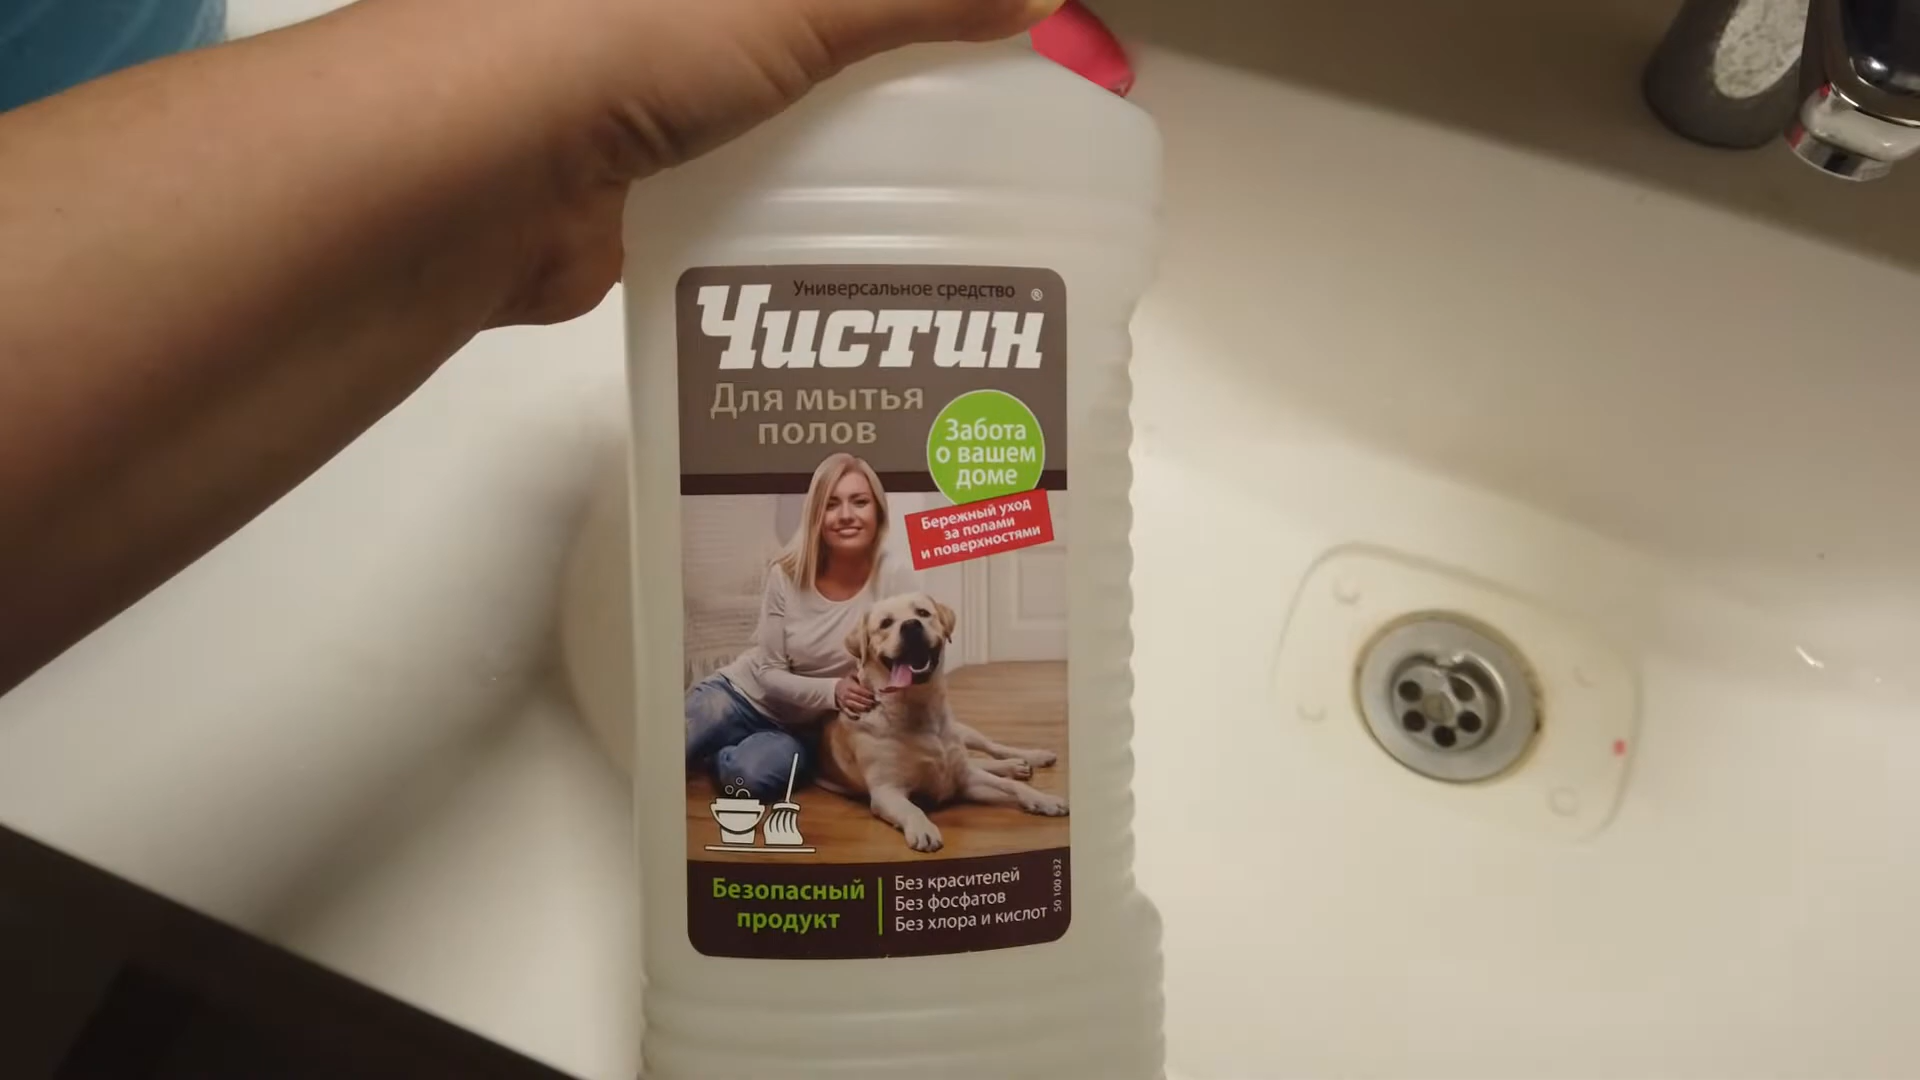 Универсальное средство
Чистин ®
Для мытья
полов
Забота
о вашем
доме
Бережный уход
за полами
и поверхностями
Безопасный
продукт
Без красителей
Без фосфатов
Без хлора и кислот
50 100 632